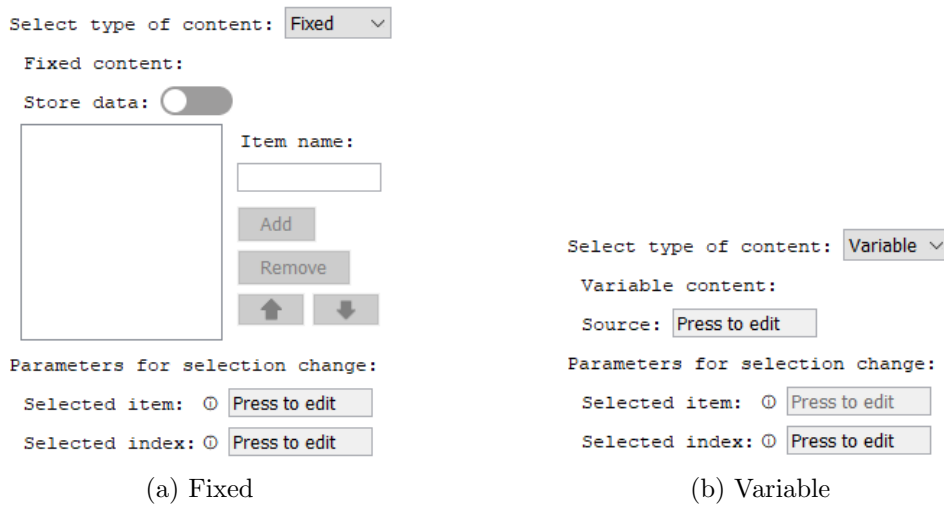 Select type of content: Fixed
Fixed content:
Store data:
Item name:
Add
Remove
Parameters for selection change:
Selected item: Press to edit
Selected index: Press to edit
(a) Fixed
Select type of content: Variable
Variable content:
Source: Press to edit
Parameters for selection change:
Selected item: Press to edit
Selected index: Press to edit
(b) Variable